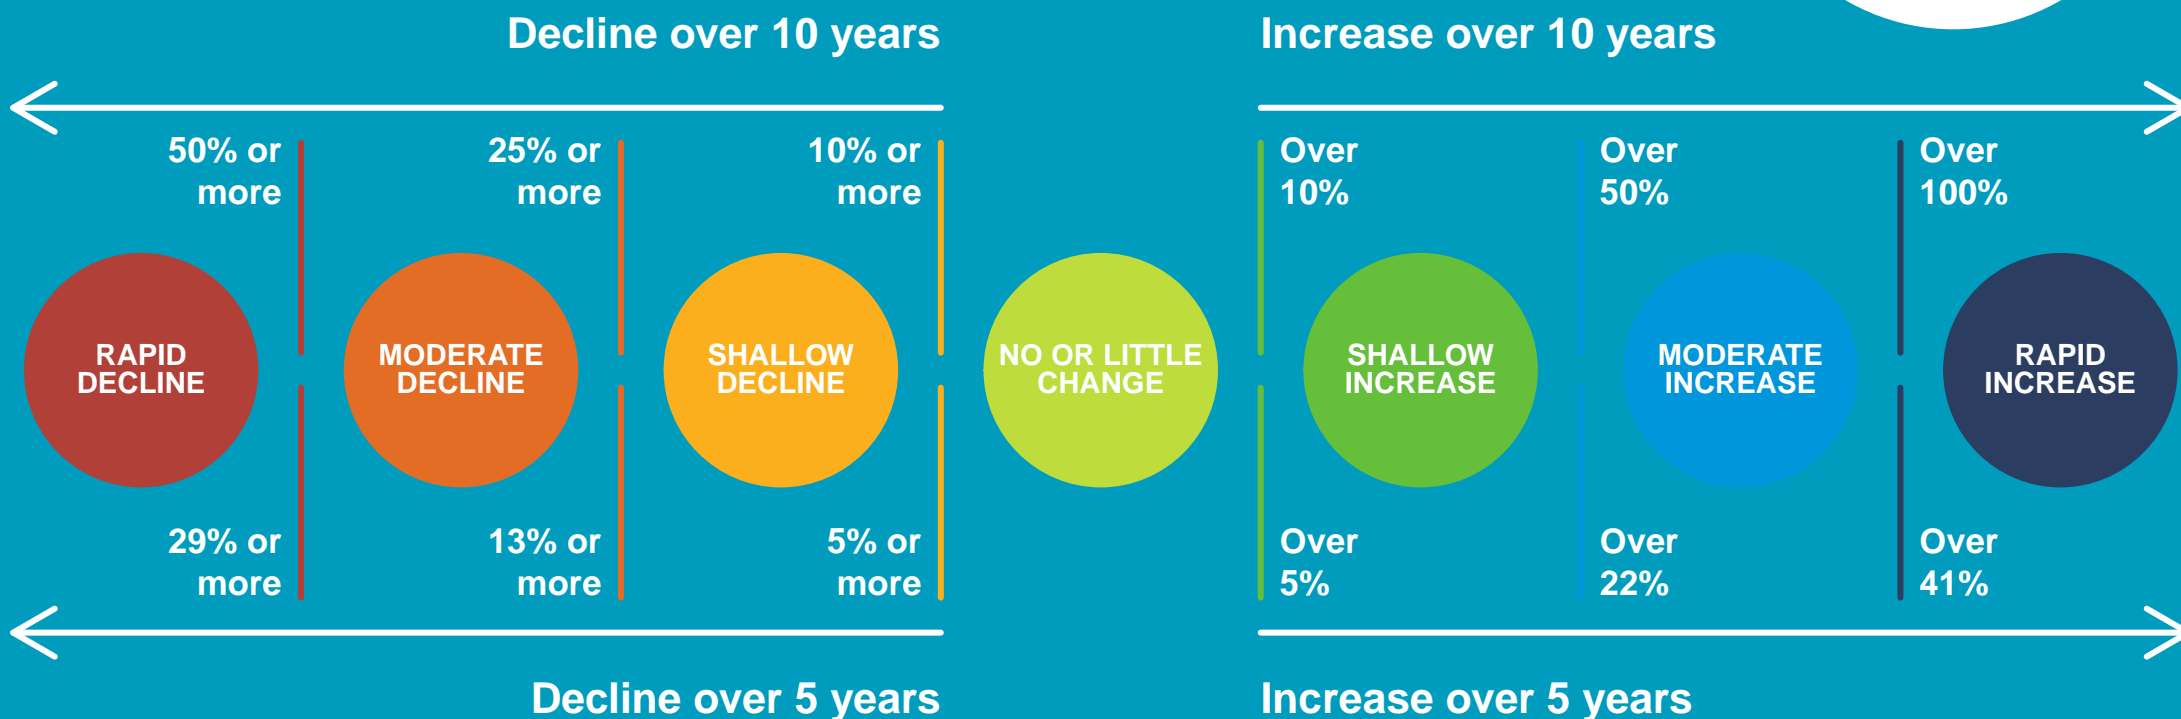 Decline over 10 years
Increase over 10 years
50% or
more
25% or
more
10% or
more
Over
10%
Over
50%
Over
100%
RAPID
DECLINE
MODERATE
DECLINE
SHALLOW
DECLINE
NO OR LITTLE
CHANGE
SHALLOW
INCREASE
MODERATE
INCREASE
RAPID
INCREASE
29% or
more
13% or
more
5% or
more
Over
5%
Over
22%
Over
41%
Decline over 5 years
Increase over 5 years